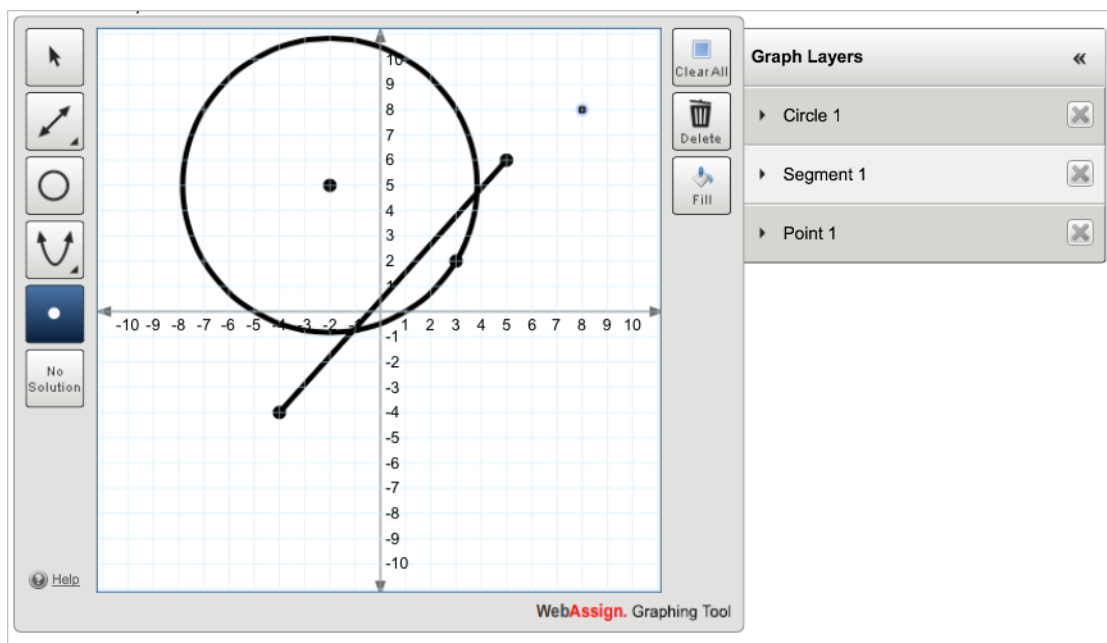 Clear All
Graph Layers
«
Delete
Circle 1
Fill
Segment 1
Point 1
10
9
8
7
6
5
4
3
2
1
-10 -9 -8 -7 -6 -5 -4 -3 -2 -1 1 2 3 4 5 6 7 8 9 10
-1
-2
-3
-4
-5
-6
-7
-8
-9
-10
No
Solution
Help
WebAssign. Graphing Tool